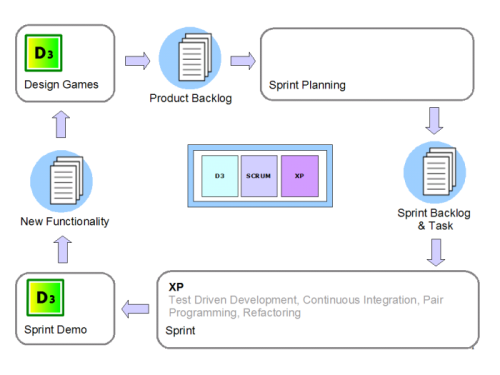 D3
Design Games
Product Backlog
Sprint Planning
D3
SCRUM
XP
New Functionality
Sprint Backlog
& Task
D3
Sprint Demo
XP
Test Driven Development, Continuous Integration, Pair
Programming, Refactoring
Sprint